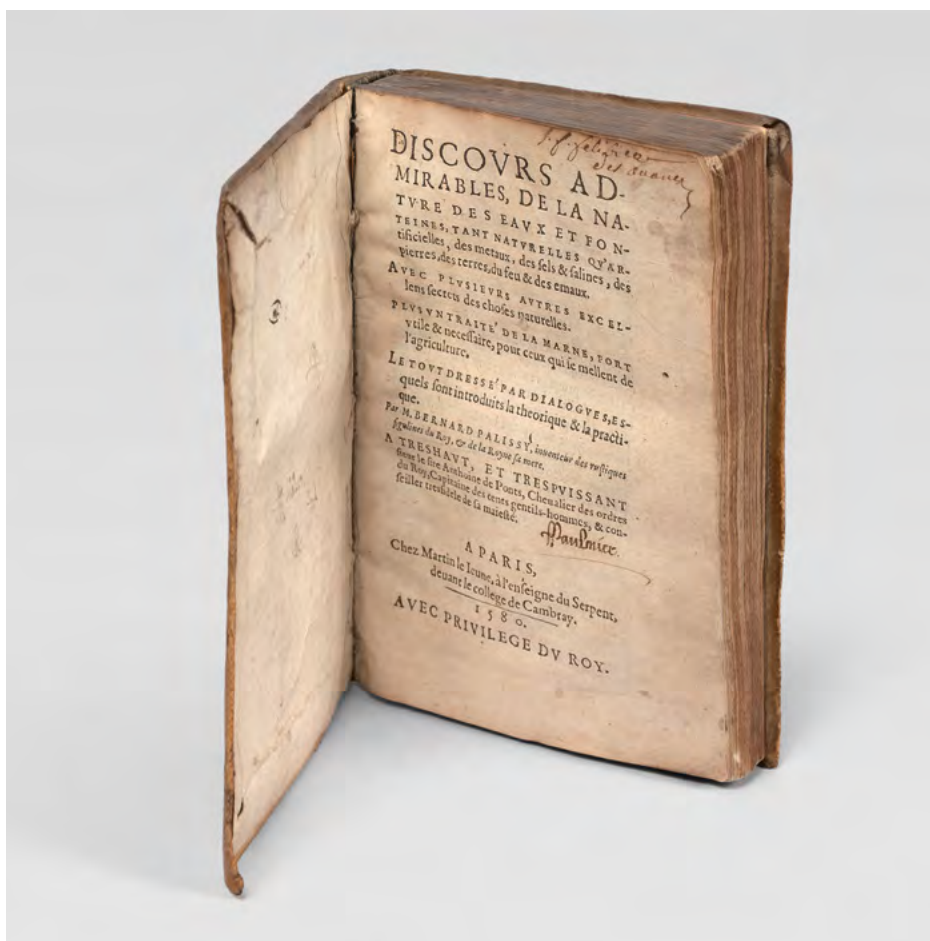 DISCOVRS AD-
MIRABLES, DE LA NA-
TVRE DES EAVX ET FON-
TEINES, TANT NATVRELLES QV'AR-
tificielles, des metaux, des sels & salines, des
pierres, des terres, du feu & des emaux.
AVEC PLVSIEVRS AVTRES EXCEL-
lens secrets des choses naturelles.
PLVS VN TRAITÉ DE LA MARNE, FORT
vtile & necessaire, pour ceux qui se mellent de
l'agriculture.
LE TOVT DRESSÉ PAR DIALOGVES, ES-
quels sont introduits la theorique & la practi-
que.
Par M. BERNARD PALISSY, inuenteur des rustiques
figulines du Roy, & de la Royne sa mere.
A TRESHAVT, ET TRESPVISSANT
sieur le sire Anthoine de Ponts, Cheualier des ordres
du Roy, Capitaine des cents gentils-hommes, & con-
seiller tresfidele de sa maiesté.
A PARIS,
Chez Martin le Ieune, à l'enseigne du Serpent,
deuant le college de Cambray.
1580.
AVEC PRIVILEGE DV ROY.